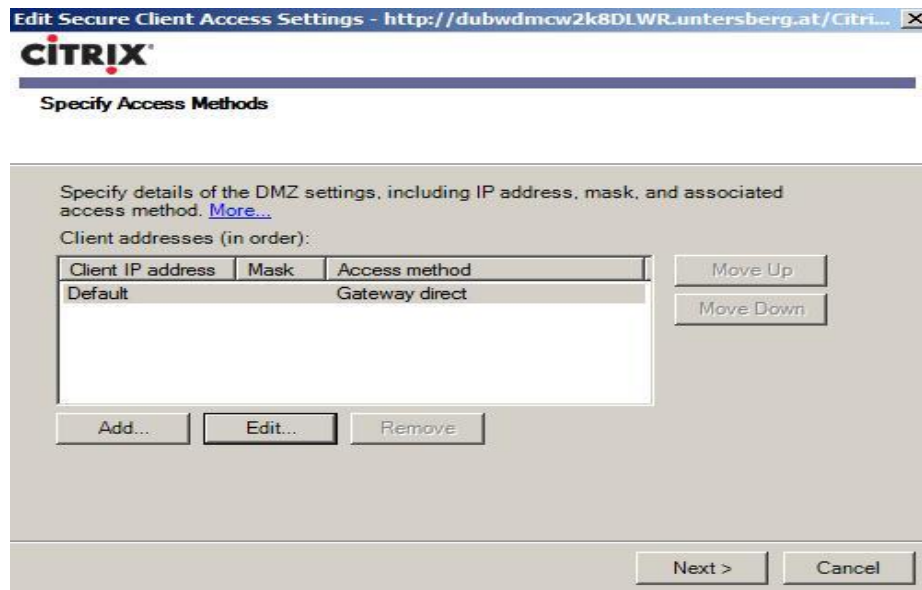 Edit Secure Client Access Settings - http://dubwdmcw2k8DLWR.untersberg.at/Citri...
CiTRIX
Specify Access Methods
Specify details of the DMZ settings, including IP address, mask, and associated
access method. More...
Client addresses (in order):
Client IP address Mask Access method
Default Gateway direct
Move Up
Move Down
Add... Edit... Remove
Next > Cancel